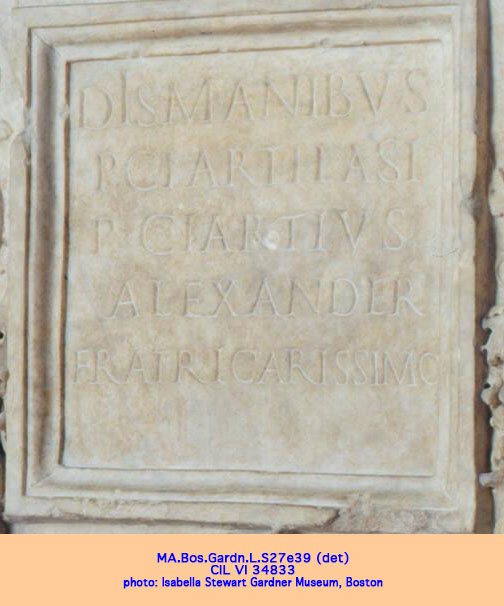 DIS MANIBVS
P·CIARTI IASI
P·CIARTIVS
ALEXANDER
FRATRI CARISSIMO
MA.Bos.Gardn.L.S27e39 (det)
CIL VI 34833
photo: Isabella Stewart Gardner Museum, Boston